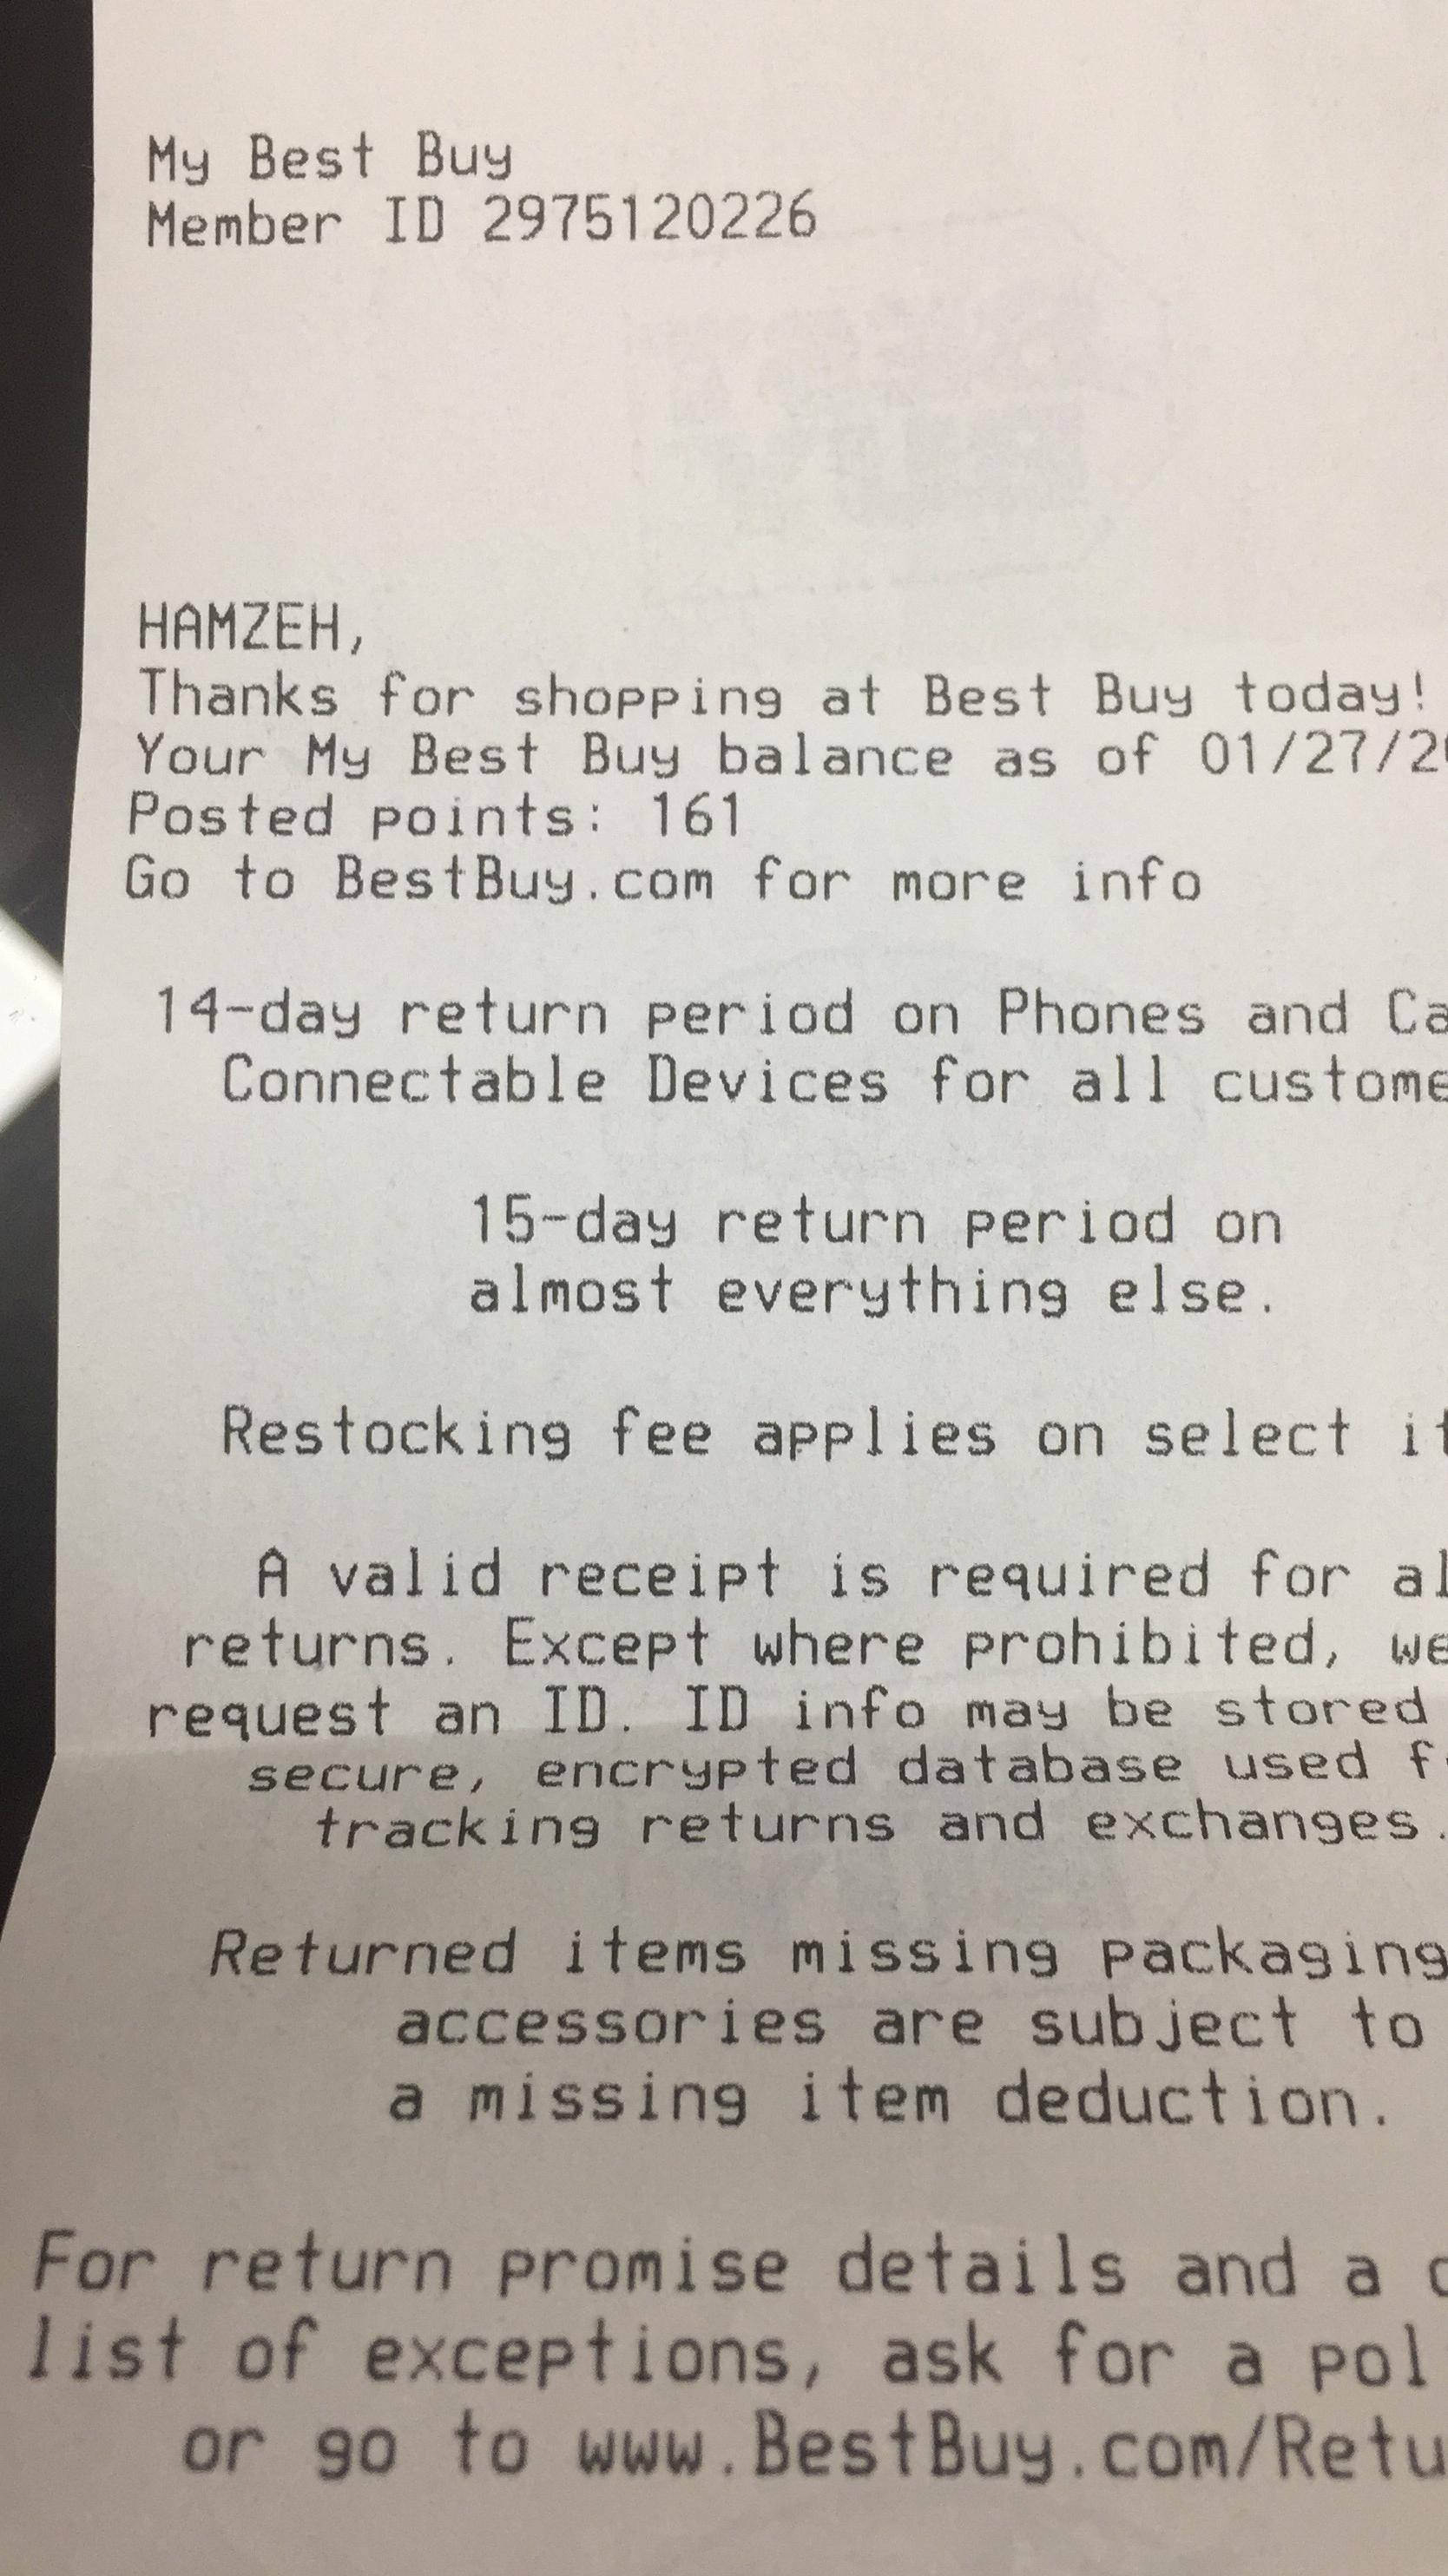 My Best Buy
Member ID 2975120226
HAMZEH,
Thanks for shopping at Best Buy today!
Your My Best Buy balance as of 01/27/20
Posted points: 161
Go to BestBuy.com for more info
14-day return period on Phones and Ca
Connectable Devices for all custome
15-day return period on
almost everything else.
Restocking fee applies on select it
A valid receipt is required for al
returns. Except where prohibited, we
request an ID. ID info may be stored
secure, encrypted database used f
tracking returns and exchanges.
Returned items missing packaging
accessories are subject to
a missing item deduction.
For return promise details and a c
list of exceptions, ask for a pol
or go to www.BestBuy.com/Retu